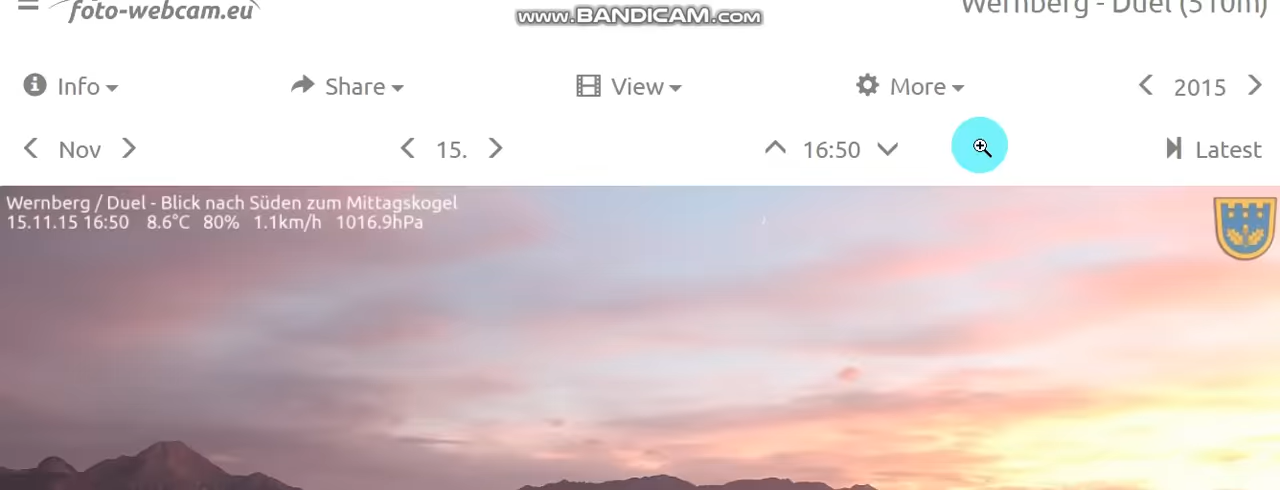 foto-webcam.eu
www.BANDICAM.com
Wernberg - Duel (510m)
Info Share View More 2015
Nov 15. 16:50 Latest
Wernberg / Duel - Blick nach Süden zum Mittagskogel
15.11.15 16:50 8.6°C 80% 1.1km/h 1016.9hPa